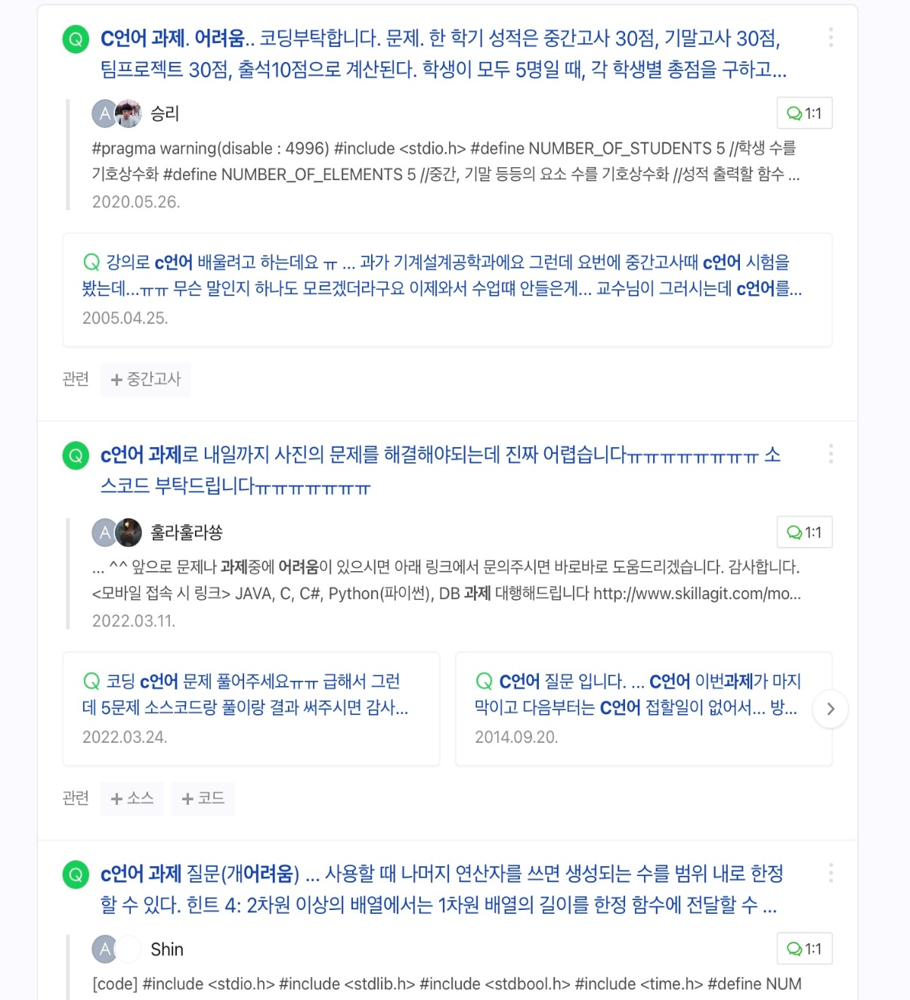 C언어 과제. 어려움.. 코딩부탁합니다. 문제. 한 학기 성적은 중간고사 30점, 기말고사 30점,
팀프로젝트 30점, 출석10점으로 계산된다. 학생이 모두 5명일 때, 각 학생별 총점을 구하고...
A 승리 1:1
#pragma warning(disable : 4996) #include <stdio.h> #define NUMBER_OF_STUDENTS 5 //학생 수를
기호상수화 #define NUMBER_OF_ELEMENTS 5 //중간, 기말 등등의 요소 수를 기호상수화 //성적 출력할 함수 ...
2020.05.26.
강의로 c언어 배울려고 하는데요 ㅠ ... 과가 기계설계공학과에요 그런데 요번에 중간고사때 c언어 시험을
봤는데...ㅠㅠ 무슨 말인지 하나도 모르겠더라구요 이제와서 수업떄 안들은게... 교수님이 그러시는데 c언어를...
2005.04.25.
관련 + 중간고사
c언어 과제로 내일까지 사진의 문제를 해결해야되는데 진짜 어렵습니다ㅠㅠㅠㅠㅠㅠㅠㅠ 소
스코드 부탁드립니다ㅠㅠㅠㅠㅠㅠㅠ
A 훌라훌라쑝 1:1
... ^^ 앞으로 문제나 과제중에 어려움이 있으시면 아래 링크에서 문의주시면 바로바로 도움드리겠습니다. 감사합니다.
<모바일 접속 시 링크> JAVA, C, C#, Python(파이썬), DB 과제 대행해드립니다 http://www.skillagit.com/mo...
2022.03.11.
코딩 c언어 문제 풀어주세요ㅠㅠ 급해서 그런
데 5문제 소스코드랑 풀이랑 결과 써주시면 감사...
2022.03.24.
C언어 질문 입니다. ... C언어 이번과제가 마지
막이고 다음부터는 C언어 접할일이 없어서... 방...
2014.09.20.
관련 + 소스 + 코드
c언어 과제 질문(개어려움) ... 사용할 때 나머지 연산자를 쓰면 생성되는 수를 범위 내로 한정
할 수 있다. 힌트 4: 2차원 이상의 배열에서는 1차원 배열의 길이를 한정 함수에 전달할 수 ...
A Shin 1:1
[code] #include <stdio.h> #include <stdlib.h> #include <stdbool.h> #include <time.h> #define NUM